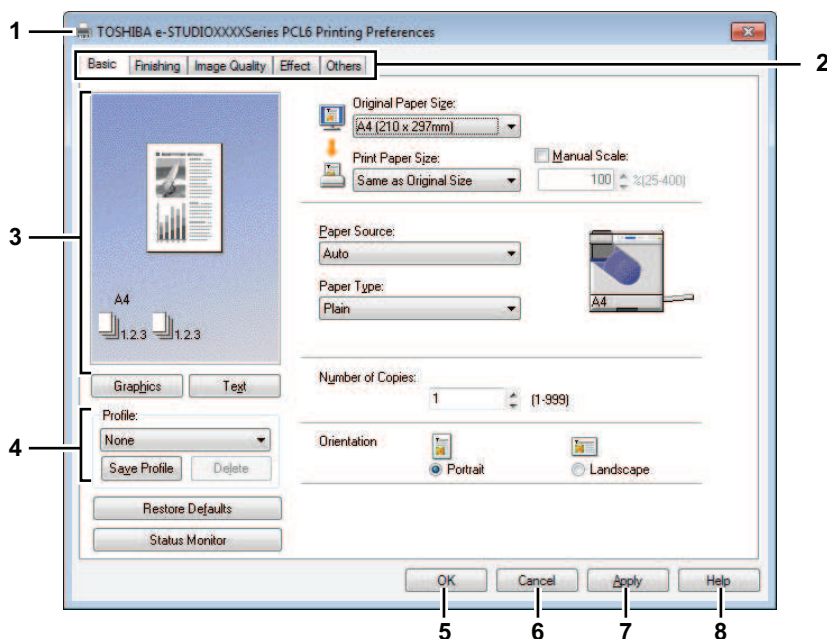 1
TOSHIBA e-STUDIOXXXXSeries PCL6 Printing Preferences
2
Basic
Finishing
Image Quality
Effect
Others
3
A4
1.2.3
1.2.3
Graphics
Text
4
Profile:
None
Save Profile
Delete
Restore Defaults
Status Monitor
Original Paper Size:
A4 (210 x 297mm)
Print Paper Size:
Same as Original Size
Manual Scale:
100
%(25-400)
Paper Source:
Auto
Paper Type:
Plain
A4
Number of Copies:
1
(1-999)
Orientation
Portrait
Landscape
OK
Cancel
Apply
Help
5
6
7
8